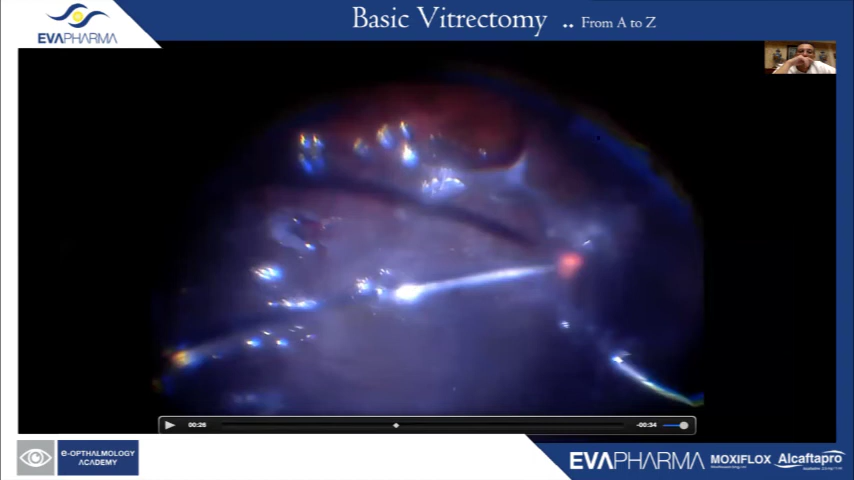 EVAPHARMA
Basic Vitrectomy .. From A to Z
00:26
-00:34
e-OPTHALMOLOGY
ACADEMY
EVAPHARMA MOXIFLOX Alcaftapro